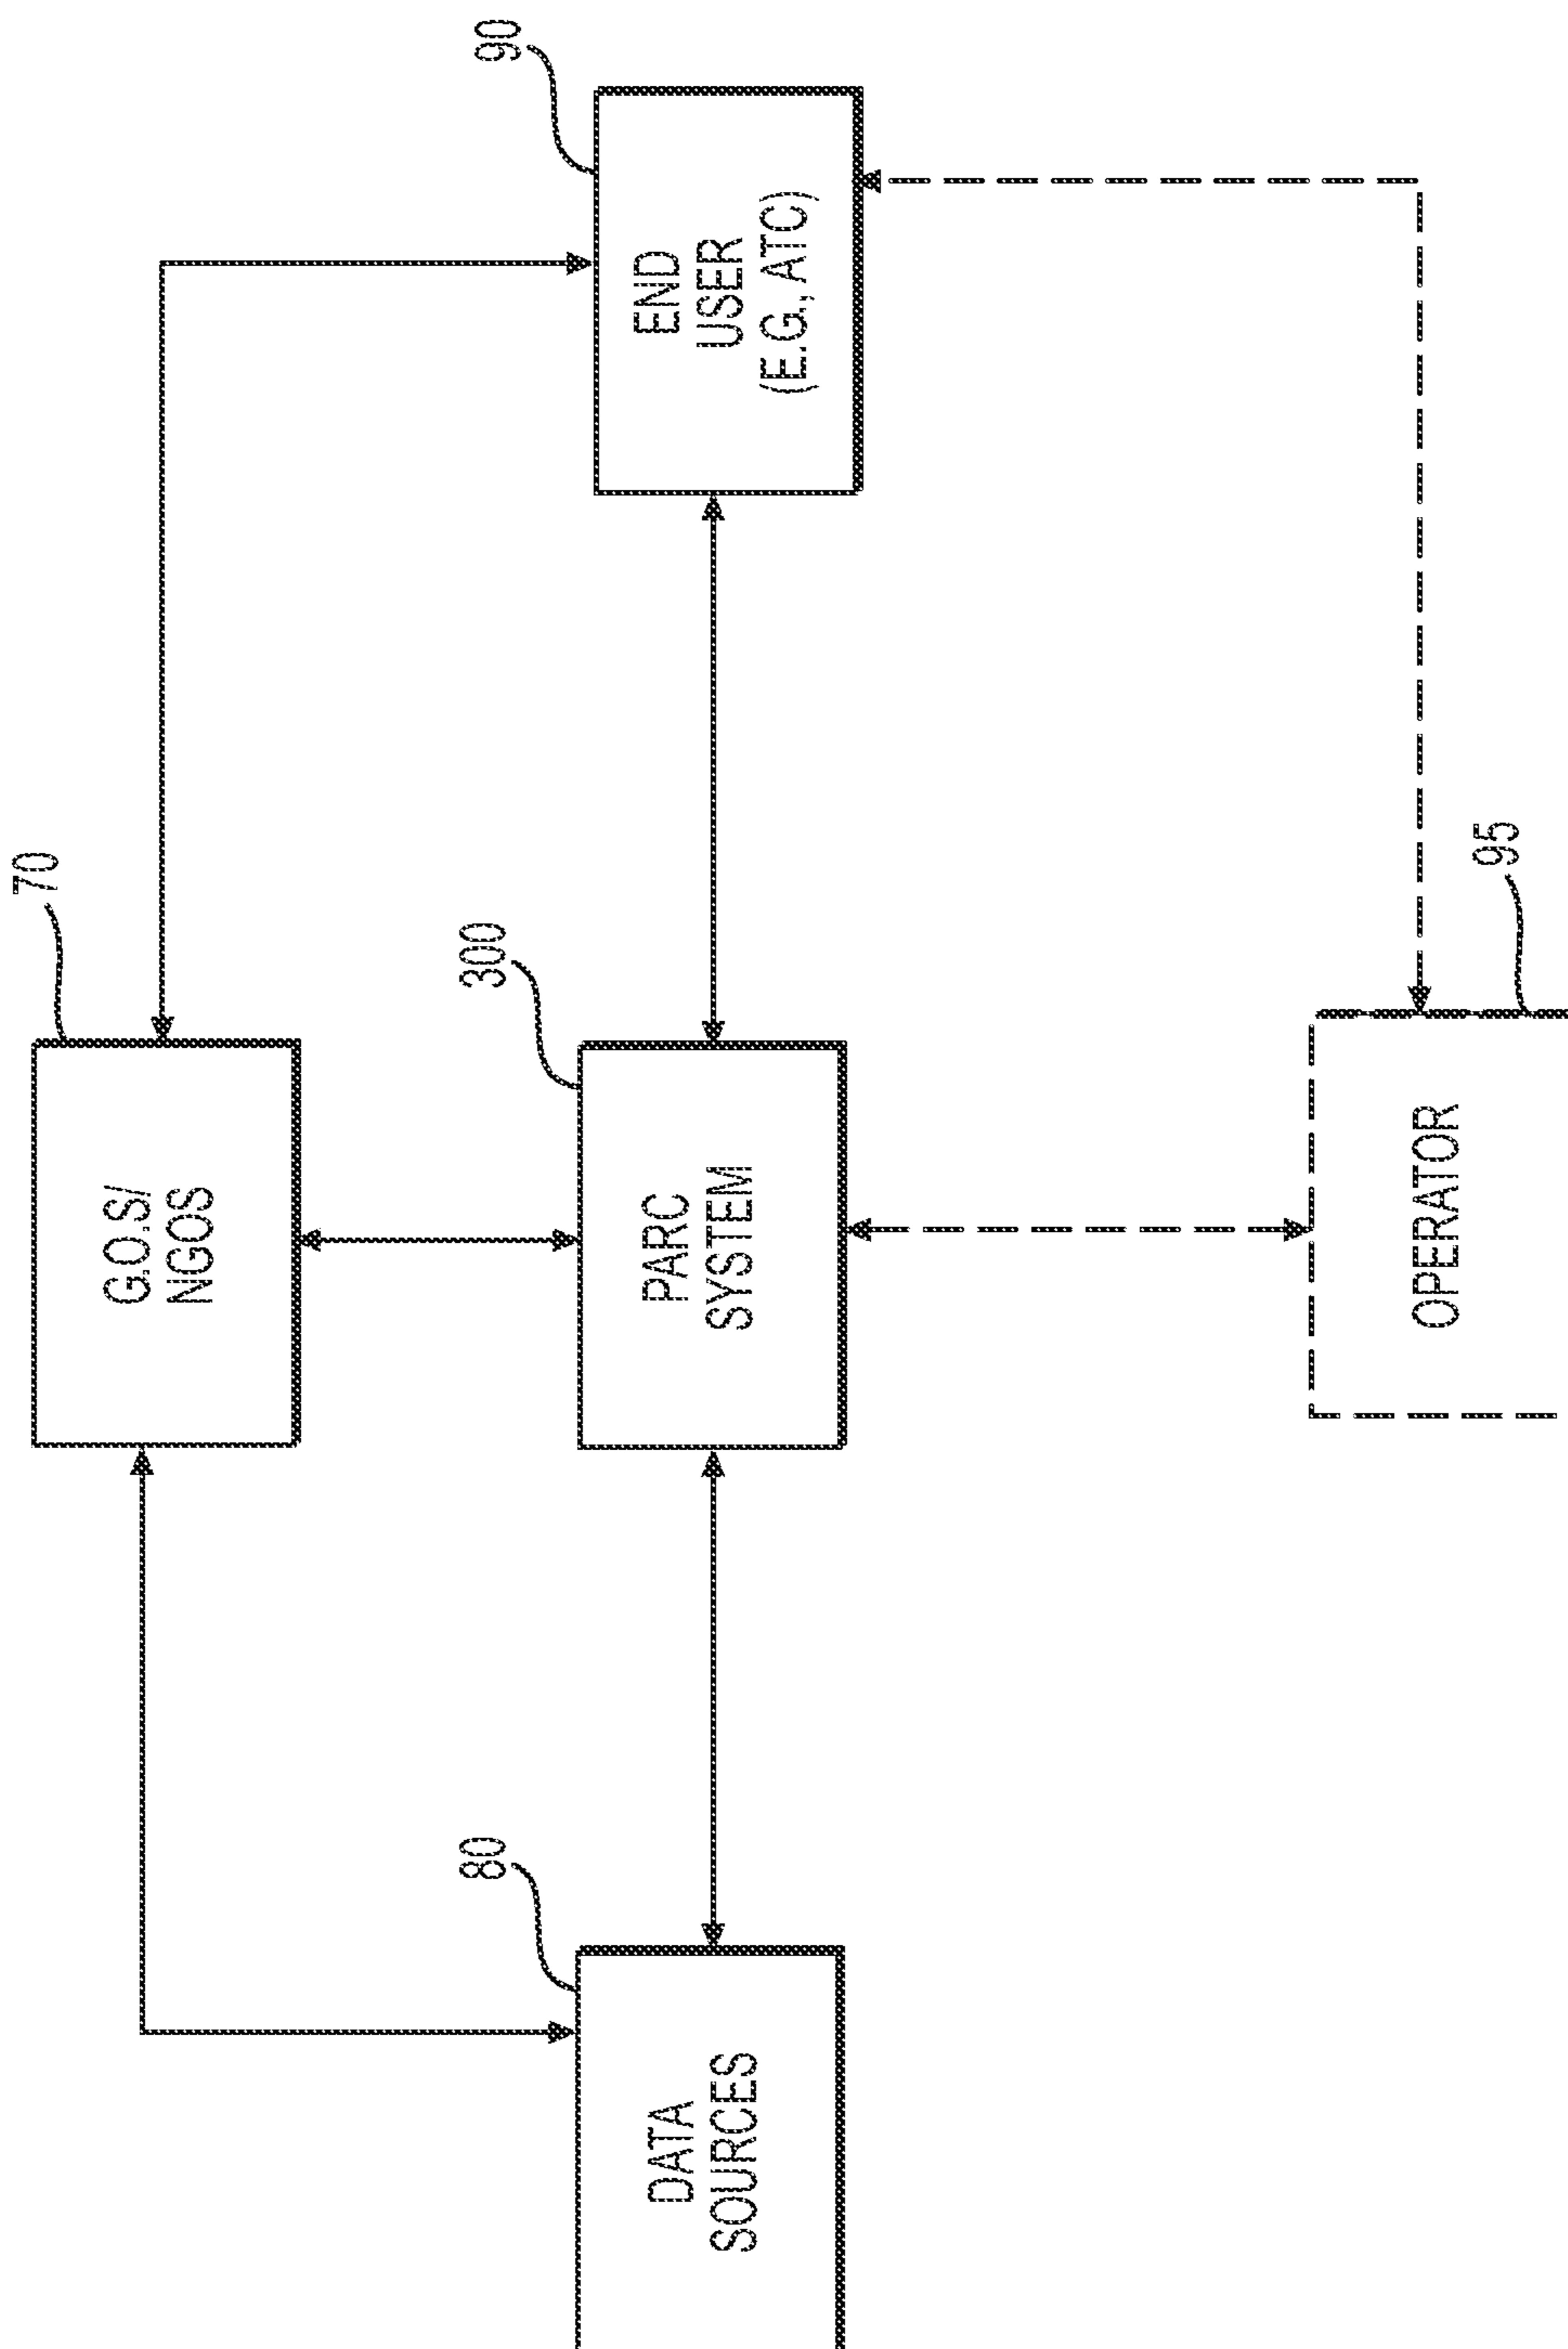 70
G.O.S/
NGOS
80
DATA
SOURCES
300
PARC
SYSTEM
90
END
USER
(E.G., ATC)
95
OPERATOR